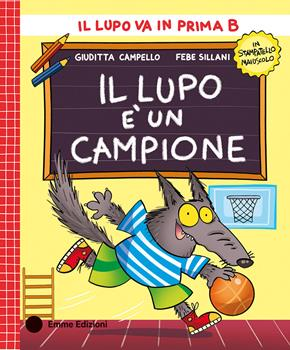 IL LUPO VA IN PRIMA B
GIUDITTA CAMPELLO FEBE SILLANI
IN
STAMPATELLO
MAIUSCOLO
IL LUPO
E' UN
CAMPIONE
Emme Edizioni